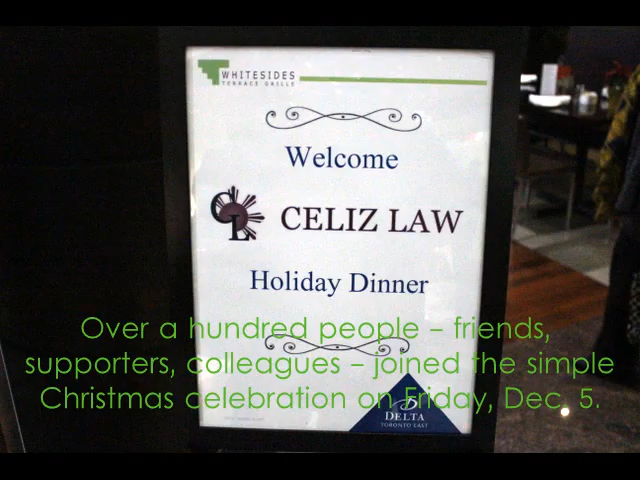 WHITESIDES
TERRACE GRILLE
Welcome
CL
CELIZ LAW
Holiday Dinner
Over a hundred people – friends,
supporters, colleagues – joined the simple
Christmas celebration on Friday, Dec. 5.
DELTA
TORONTO EAST